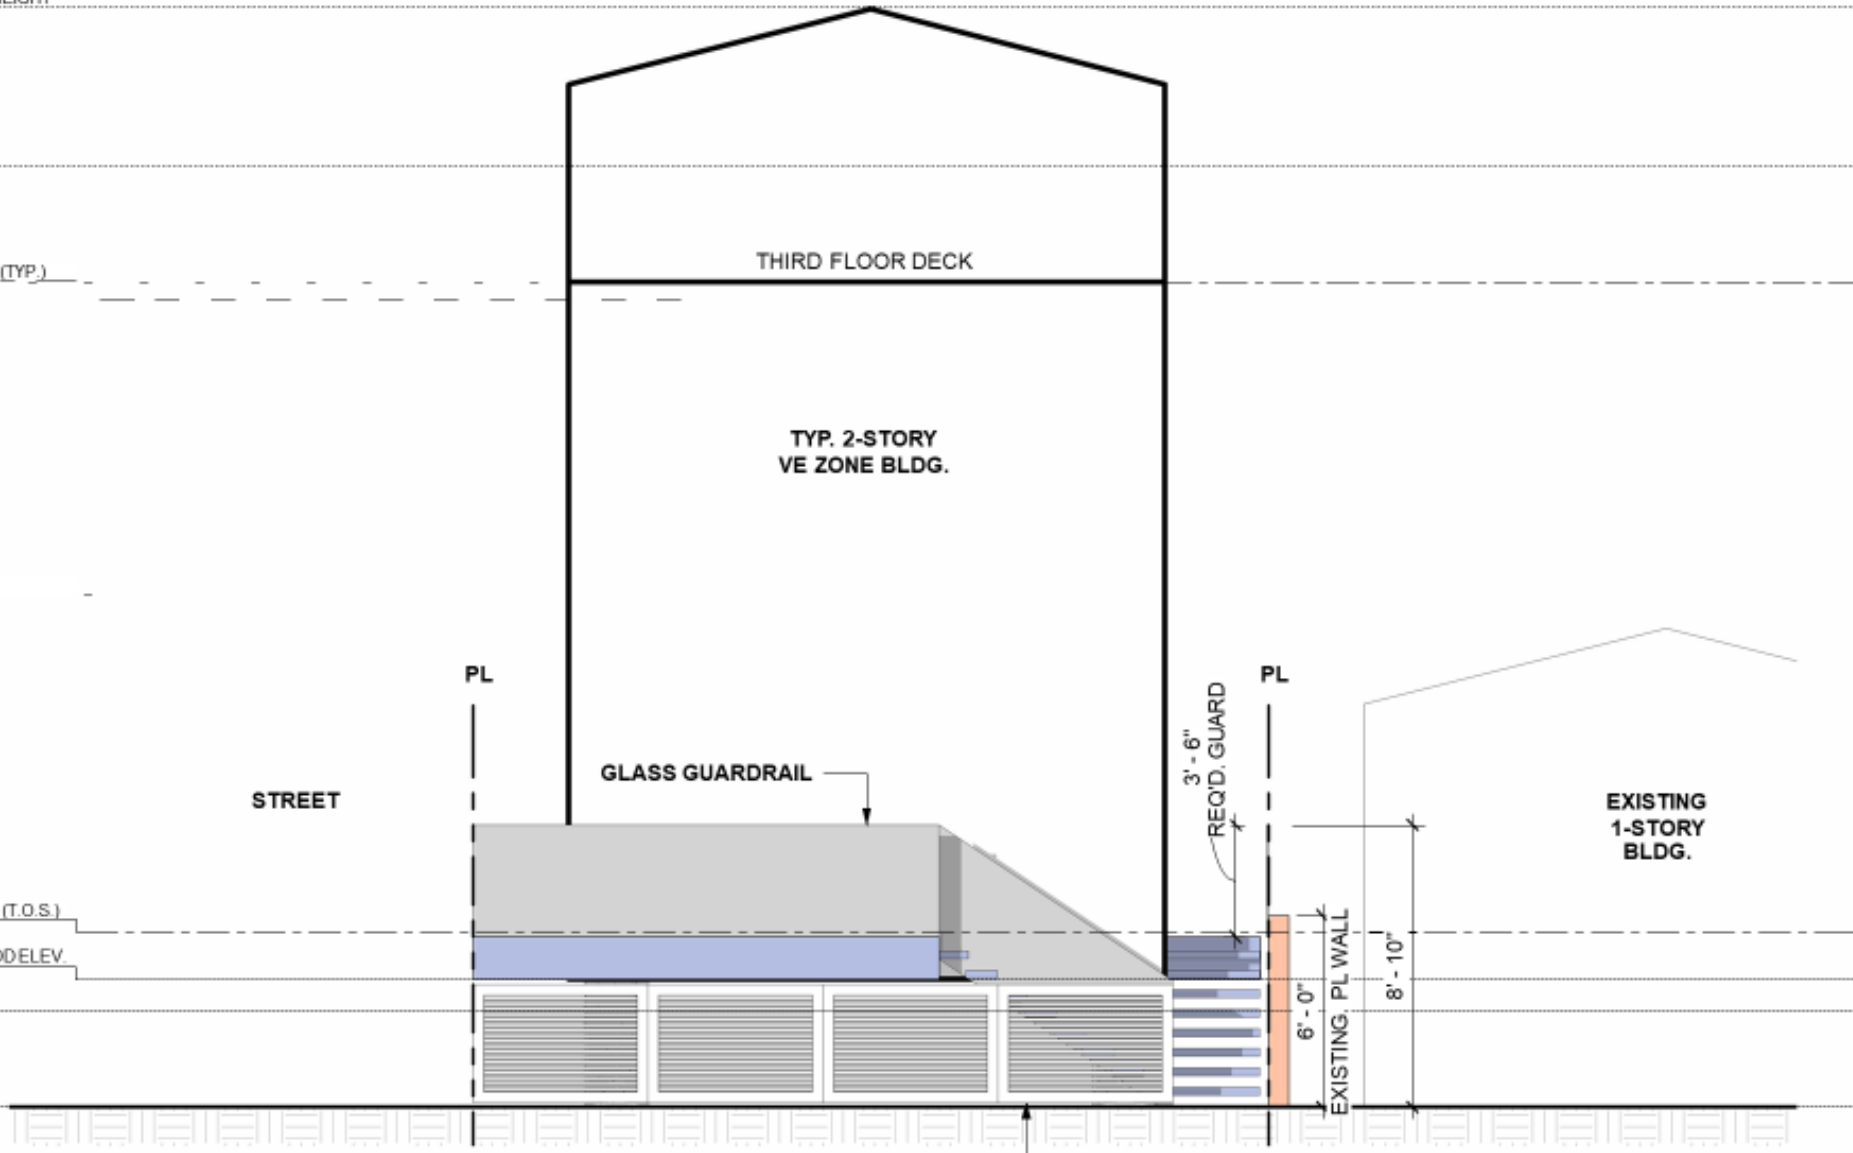 (TYP.)
THIRD FLOOR DECK
TYP. 2-STORY
VE ZONE BLDG.
PL
PL
3' - 6"
REQ'D. GUARD
GLASS GUARDRAIL
STREET
EXISTING
1-STORY
BLDG.
(T.O.S.)
ELEV.
6' - 0"
EXISTING. PL WALL
8' - 10"